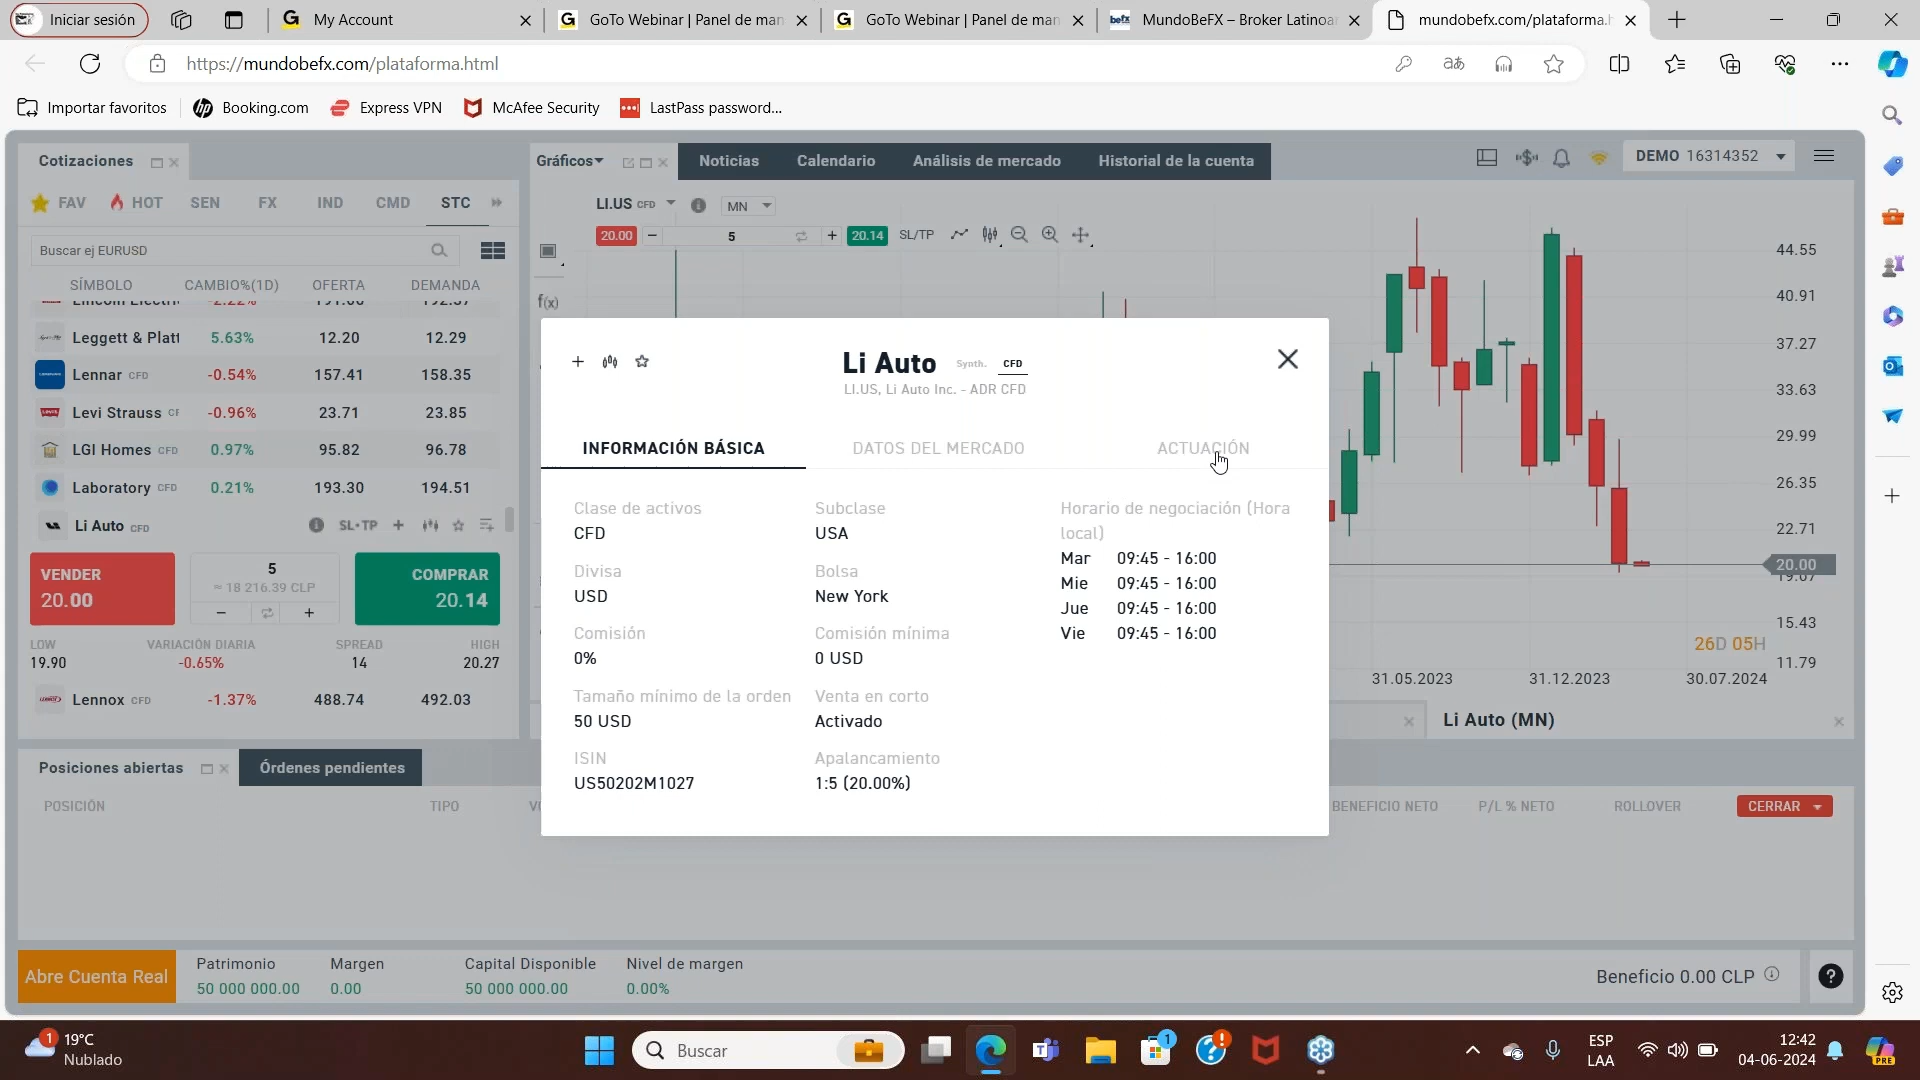 Iniciar sesión
My Account
GoTo Webinar | Panel de man
GoTo Webinar | Panel de man
MundoBeFX – Broker Latinoa
mundobefx.com/plataforma.h
https://mundobefx.com/plataforma.html
Importar favoritos
Booking.com
Express VPN
McAfee Security
LastPass password...
Cotizaciones
Gráficos
Noticias
Calendario
Análisis de mercado
Historial de la cuenta
DEMO 16314352
FAV
HOT
SEN
FX
IND
CMD
STC
LI.US CFD
MN
Buscar ej EURUSD
20.00
5
20.14
SL/TP
44.55
SÍMBOLO
CAMBIO%(1D)
OFERTA
DEMANDA
f(x)
40.91
Leggett & Platt 5.63% 12.20 12.29
37.27
Lennar CFD -0.54% 157.41 158.35
33.63
Levi Strauss CF -0.96% 23.71 23.85
29.99
LGI Homes CFD 0.97% 95.82 96.78
26.35
Laboratory CFD 0.21% 193.30 194.51
22.71
Li Auto CFD
SL•TP
VENDER
20.00
5
≈ 18 216.39 CLP
COMPRAR
20.14
20.00
19.07
15.43
26D 05H
11.79
LOW
19.90
VARIACIÓN DIARIA
-0.65%
SPREAD
14
HIGH
20.27
Lennox CFD -1.37% 488.74 492.03
31.05.2023
31.12.2023
30.07.2024
Li Auto (MN)
Li Auto
Synth.
CFD
LI.US, Li Auto Inc. - ADR CFD
INFORMACIÓN BÁSICA
DATOS DEL MERCADO
ACTUACIÓN
Clase de activos
CFD
Subclase
USA
Horario de negociación (Hora
local)
Mar 09:45 - 16:00
Mie 09:45 - 16:00
Jue 09:45 - 16:00
Vie 09:45 - 16:00
Divisa
USD
Bolsa
New York
Comisión
0%
Comisión mínima
0 USD
Tamaño mínimo de la orden
50 USD
Venta en corto
Activado
ISIN
US50202M1027
Apalancamiento
1:5 (20.00%)
Posiciones abiertas
Órdenes pendientes
POSICIÓN
TIPO
BENEFICIO NETO
P/L % NETO
ROLLOVER
CERRAR
Abre Cuenta Real
Patrimonio
50 000 000.00
Margen
0.00
Capital Disponible
50 000 000.00
Nivel de margen
0.00%
Beneficio 0.00 CLP
1
19°C
Nublado
Buscar
1
ESP
LAA
12:42
04-06-2024
PRE